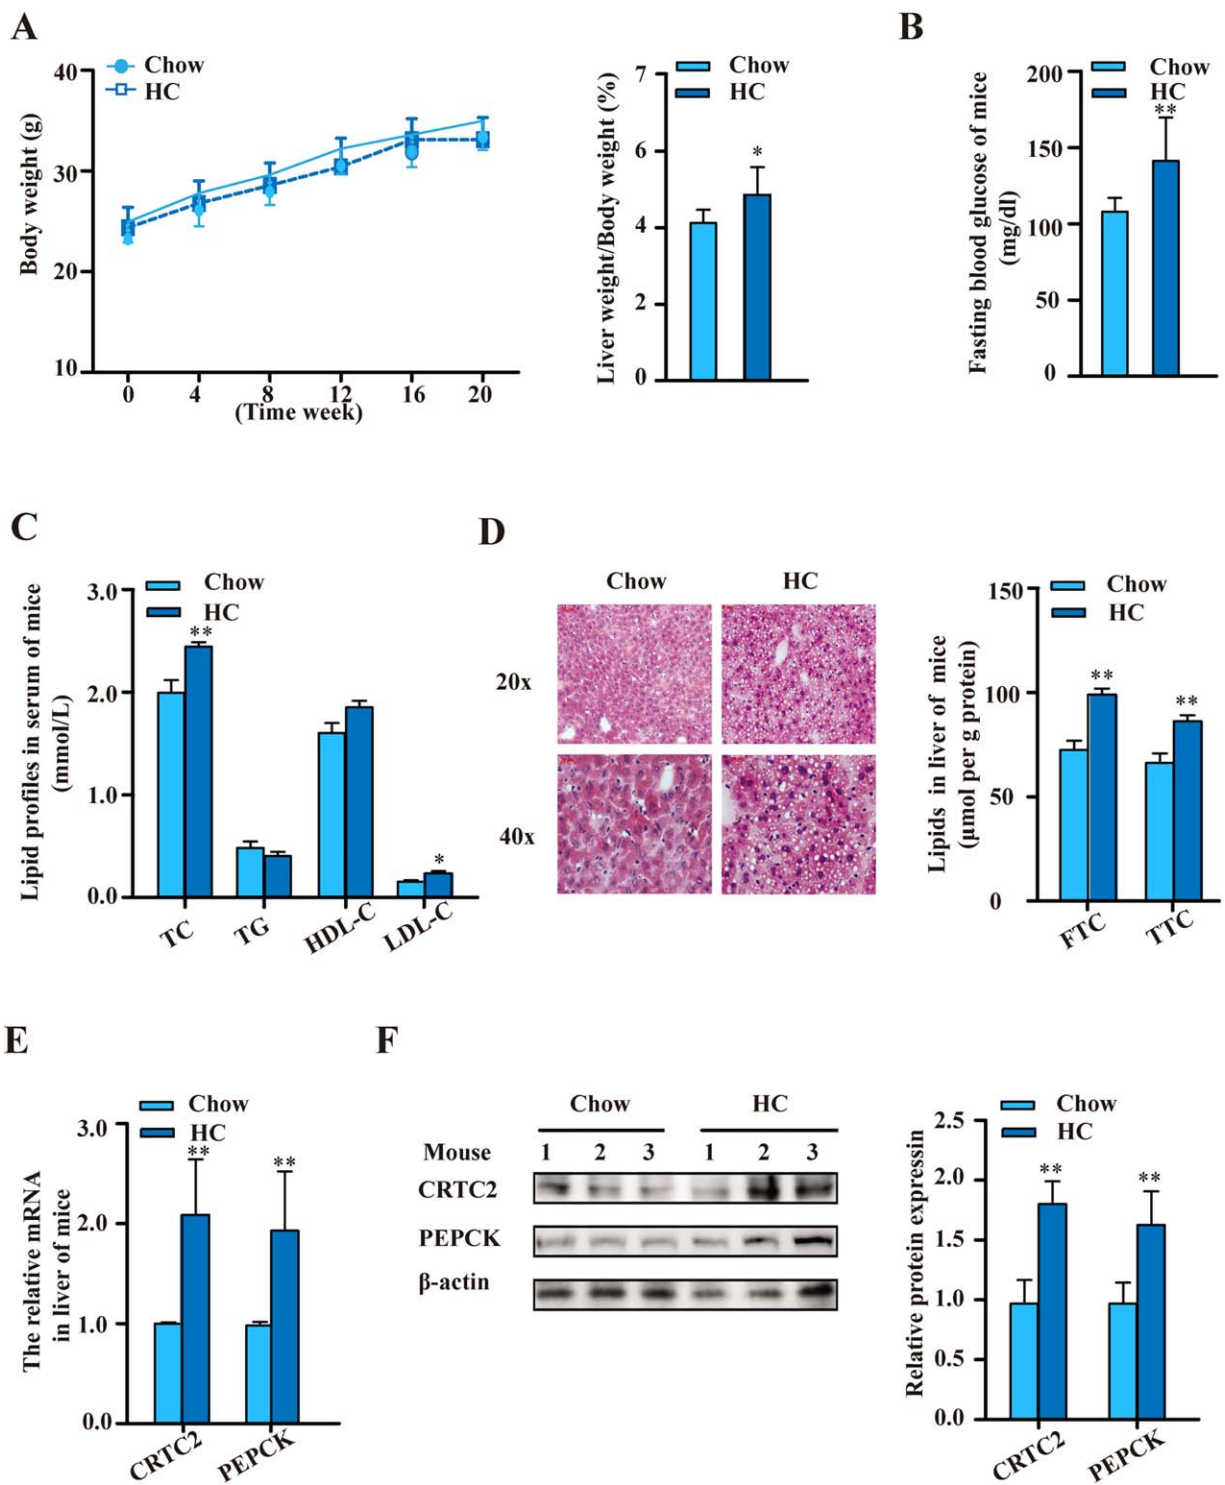 A
Chow
HC
Body weight (g)
40
30
20
10
0 4 8 12 16 20
(Time week)
Chow
HC
Liver weight/Body weight (%)
7
6
4
2
0
*
B
Chow
HC
Fasting blood glucose of mice
(mg/dl)
200
150
100
50
0
**
C
Chow
HC
Lipid profiles in serum of mice
(mmol/L)
3.0
2.0
1.0
0.0
**
*
TC TG HDL-C LDL-C
D
Chow HC
20x
40x
Chow
HC
Lipids in liver of mice
(μmol per g protein)
150
100
50
0
** **
FTC TTC
E
Chow
HC
The relative mRNA
in liver of mice
3.0
2.0
1.0
0.0
** **
CRTC2 PEPCK
F
Chow HC
Mouse 1 2 3 1 2 3
CRTC2
PEPCK
β-actin
Chow
HC
Relative protein expressin
2.5
2.0
1.5
1.0
0.5
0.0
** **
CRTC2 PEPCK